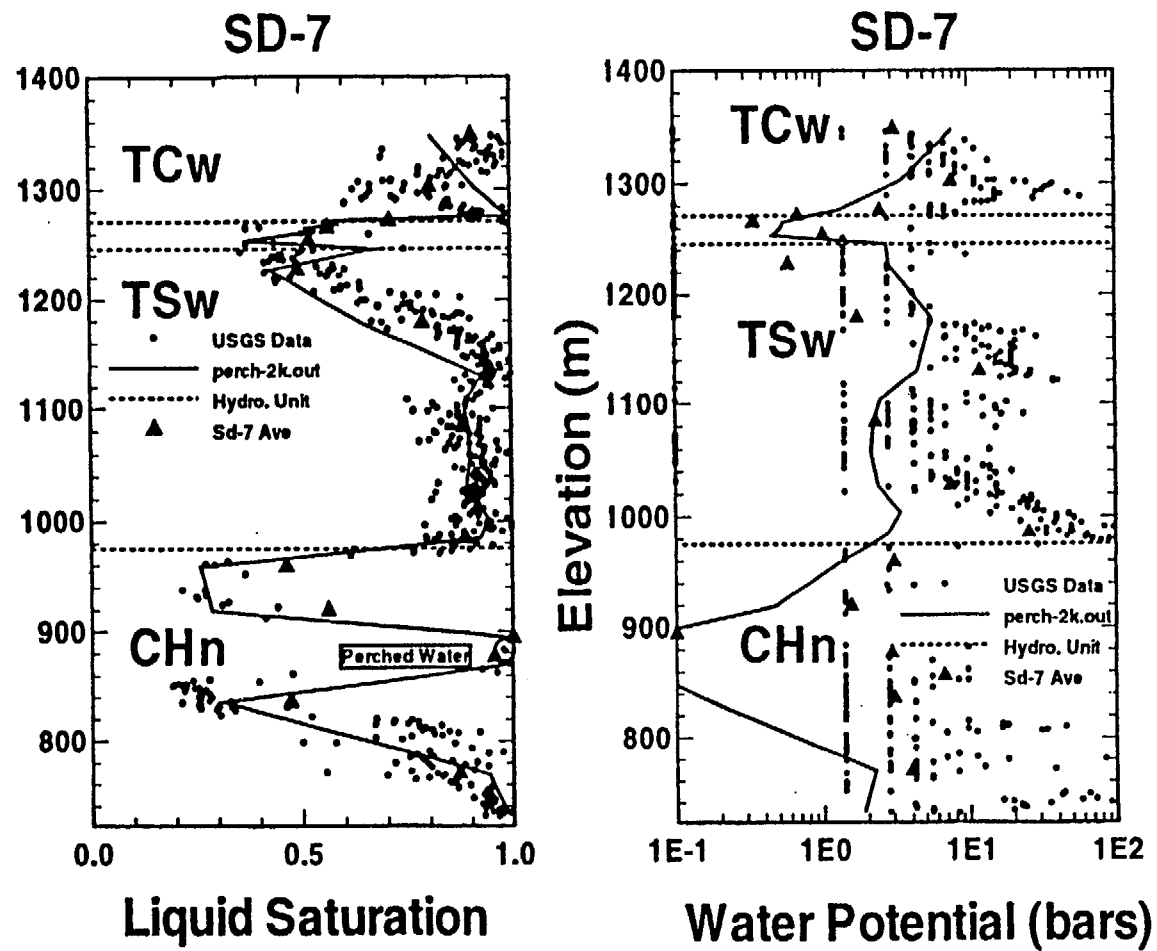 SD-7
1400
1300
1200
1100
1000
900
800
TCw
TSw
USGS Data
perch-2k.out
Hydro. Unit
Sd-7 Ave
CHn
Perched Water
0.0
0.5
1.0
Liquid Saturation
SD-7
Elevation (m)
1400
1300
1200
1100
1000
900
800
TCw
TSw
CHn
USGS Data
perch-2k.out
Hydro. Unit
Sd-7 Ave
1E-1
1E0
1E1
1E2
Water Potential (bars)